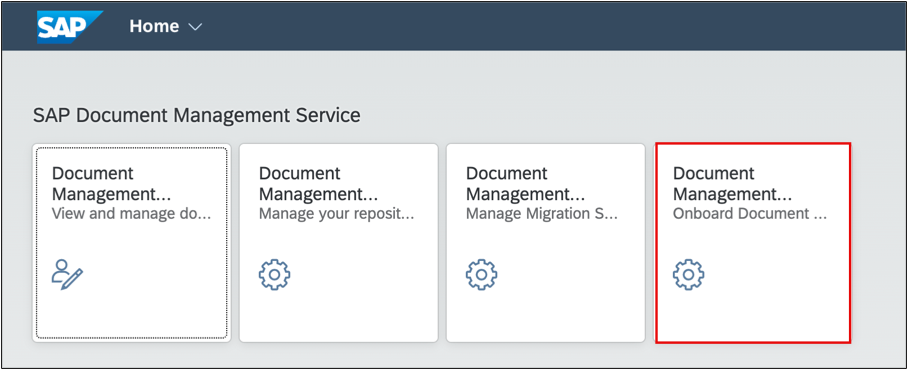 SAP Home
SAP Document Management Service
Document
Management...
View and manage do...
Document
Management...
Manage your reposit...
Document
Management...
Manage Migration S...
Document
Management...
Onboard Document ...